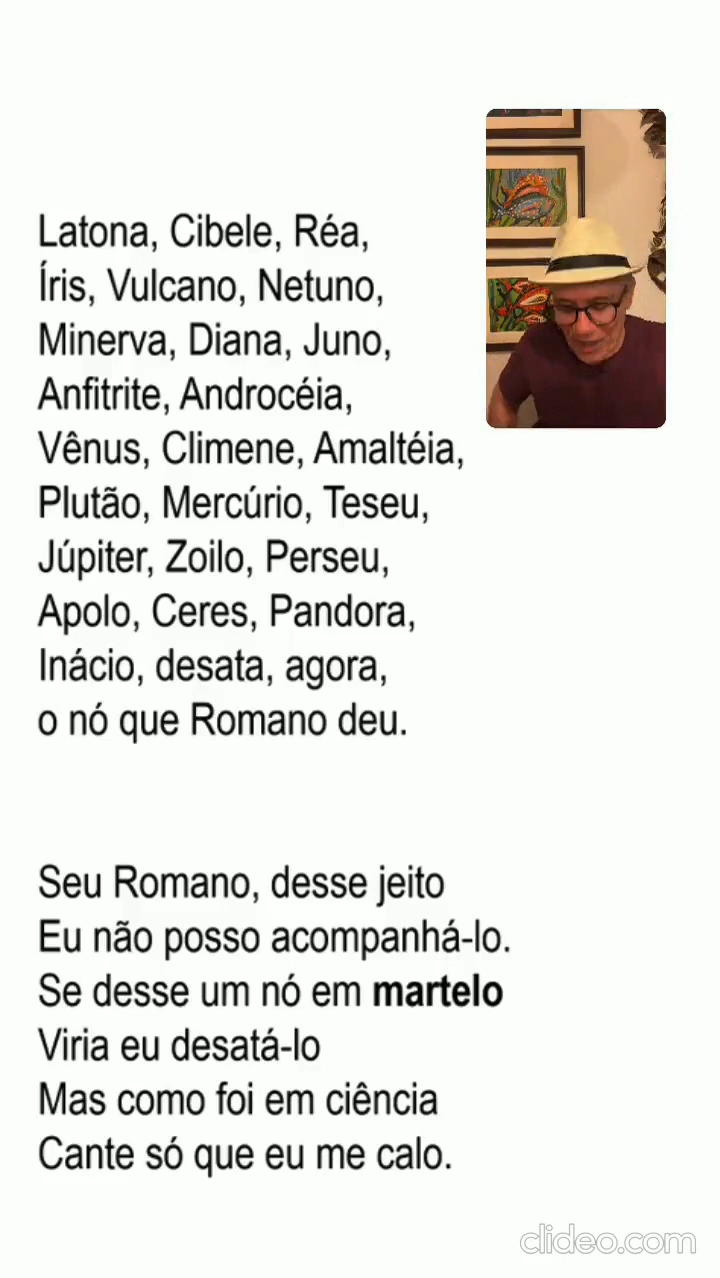 Latona, Cibele, Réa,
Íris, Vulcano, Netuno,
Minerva, Diana, Juno,
Anfitrite, Androcéia,
Vênus, Climene, Amaltéia,
Plutão, Mercúrio, Teseu,
Júpiter, Zoilo, Perseu,
Apolo, Ceres, Pandora,
Inácio, desata, agora,
o nó que Romano deu.
Seu Romano, desse jeito
Eu não posso acompanhá-lo.
Se desse um nó em martelo
Viria eu desatá-lo
Mas como foi em ciência
Cante só que eu me calo.
clideo.com